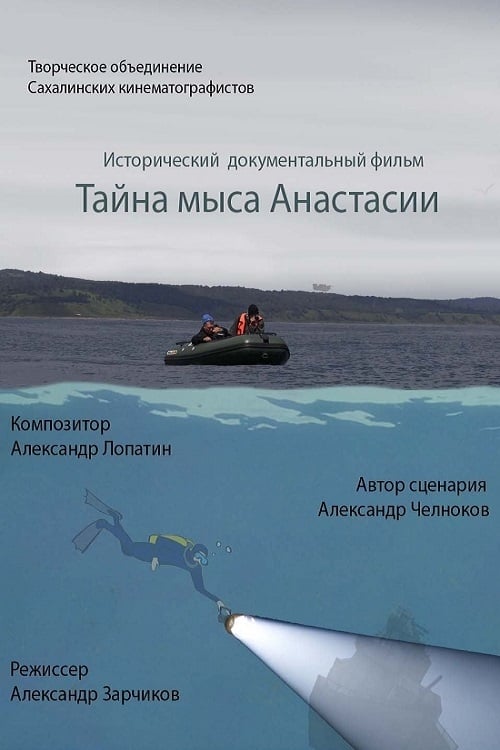 Творческое объединение
Сахалинских кинематографистов
Исторический документальный фильм
Тайна мыса Анастасии
Композитор
Александр Лопатин
Автор сценария
Александр Челноков
Режиссер
Александр Зарчиков